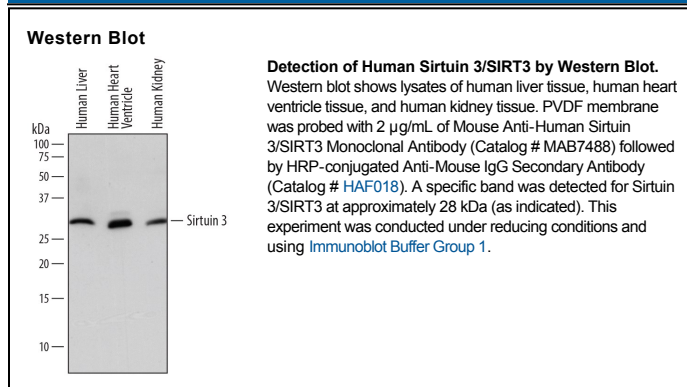 Western Blot
Human Liver
Human Heart
Ventricle
Human Kidney
kDa
100
75
50
37
25
20
15
10
Sirtuin 3
Detection of Human Sirtuin 3/SIRT3 by Western Blot.
Western blot shows lysates of human liver tissue, human heart
ventricle tissue, and human kidney tissue. PVDF membrane
was probed with 2 µg/mL of Mouse Anti-Human Sirtuin
3/SIRT3 Monoclonal Antibody (Catalog # MAB7488) followed
by HRP-conjugated Anti-Mouse IgG Secondary Antibody
(Catalog # HAF018). A specific band was detected for Sirtuin
3/SIRT3 at approximately 28 kDa (as indicated). This
experiment was conducted under reducing conditions and
using Immunoblot Buffer Group 1.